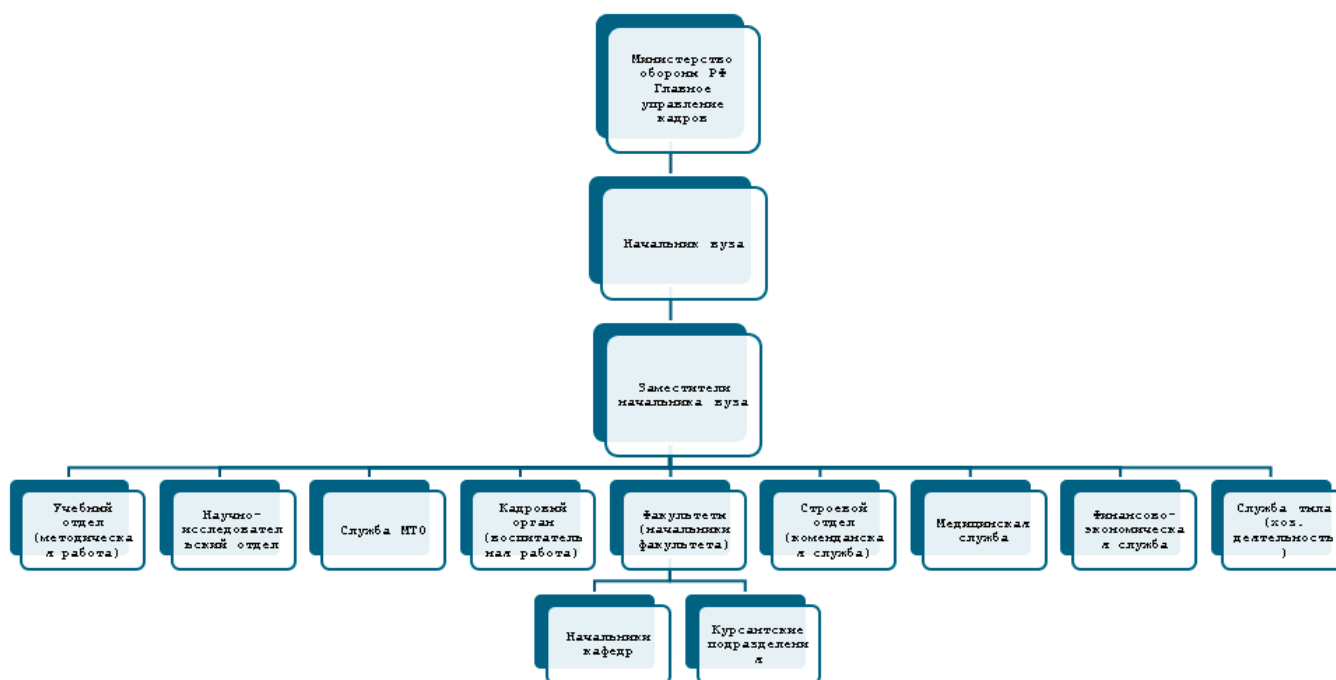 Министерство
обороны РФ
Главное
управление
кадров
Начальник вуза
Заместители
начальника вуза
Учебный
отдел
(методическа
я работа)
Научно-
исследовател
ьский отдел
Служба МТО
Кадровый
орган
(воспитатель
ная работа)
Факультеты
(начальники
факультета)
Строевой
отдел
(коменданска
я служба)
Медицинская
служба
Финансово-
экономическа
я служба
Служба тыла
(хоз.
деятельность
)
Начальники
кафедр
Курсантские
подразделени
я